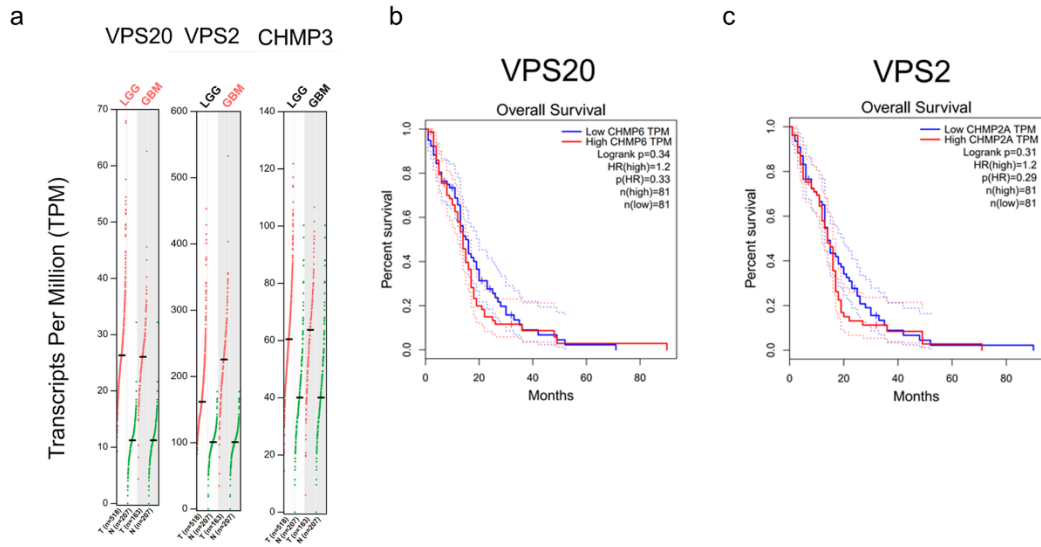 a
VPS20 VPS2 CHMP3
Transcripts Per Million (TPM)
LGG GBM
70
60
50
40
30
20
10
0
T (n=518)
N (n=207)
T (n=163)
N (n=207)
LGG GBM
600
500
400
300
200
100
0
T (n=518)
N (n=207)
T (n=163)
N (n=207)
LGG GBM
140
120
100
80
60
40
20
0
T (n=518)
N (n=207)
T (n=163)
N (n=207)
b
VPS20
Overall Survival
Low CHMP6 TPM
High CHMP6 TPM
Logrank p=0.34
HR(high)=1.2
p(HR)=0.33
n(high)=81
n(low)=81
Percent survival
1.0
0.8
0.6
0.4
0.2
0.0
0 20 40 60 80
Months
c
VPS2
Overall Survival
Low CHMP2A TPM
High CHMP2A TPM
Logrank p=0.31
HR(high)=1.2
p(HR)=0.29
n(high)=81
n(low)=81
Percent survival
1.0
0.8
0.6
0.4
0.2
0.0
0 20 40 60 80
Months